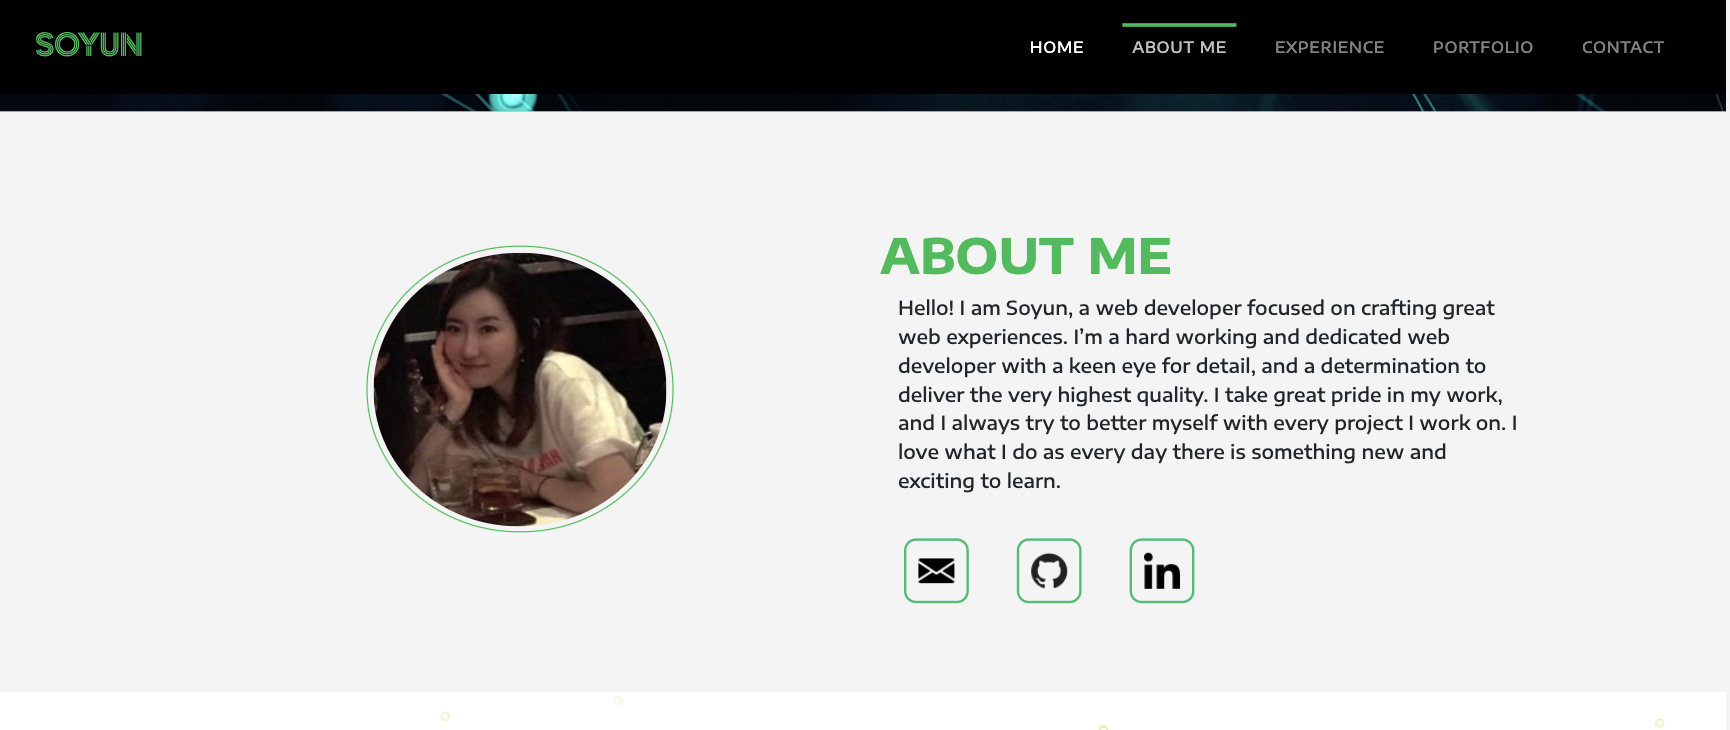 SOYUN
HOME
ABOUT ME
EXPERIENCE
PORTFOLIO
CONTACT
ABOUT ME
Hello! I am Soyun, a web developer focused on crafting great
web experiences. I’m a hard working and dedicated web
developer with a keen eye for detail, and a determination to
deliver the very highest quality. I take great pride in my work,
and I always try to better myself with every project I work on. I
love what I do as every day there is something new and
exciting to learn.
in